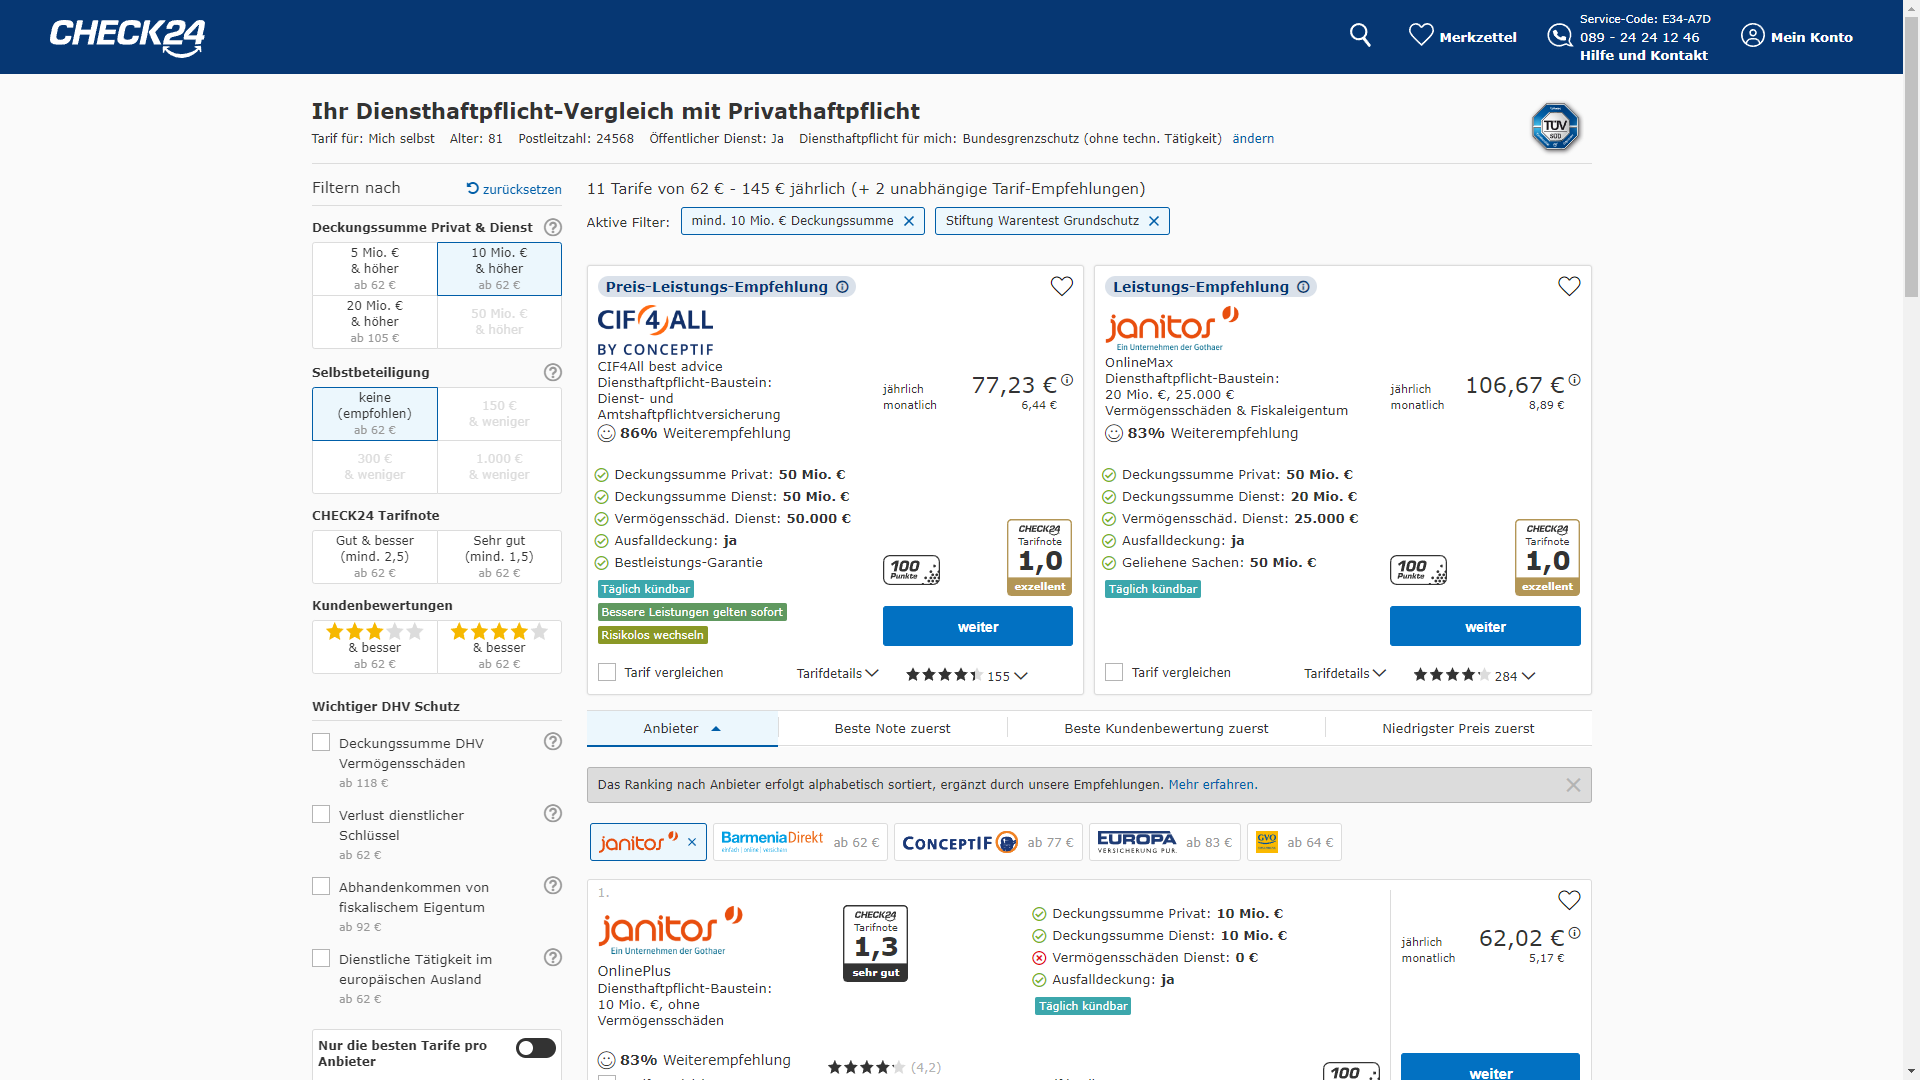 CHECK24
Merkzettel
Service-Code: E34-A7D
089 - 24 24 12 46
Hilfe und Kontakt
Mein Konto
Ihr Diensthaftpflicht-Vergleich mit Privathaftpflicht
Tarif für: Mich selbst Alter: 81 Postleitzahl: 24568 Öffentlicher Dienst: Ja Diensthaftpflicht für mich: Bundesgrenzschutz (ohne techn. Tätigkeit) ändern
TÜV
SÜD
Filtern nach
zurücksetzen
Deckungssumme Privat & Dienst
5 Mio. €
& höher
ab 62 €
10 Mio. €
& höher
ab 62 €
20 Mio. €
& höher
ab 105 €
50 Mio. €
& höher
Selbstbeteiligung
keine
(empfohlen)
ab 62 €
150 €
& weniger
300 €
& weniger
1.000 €
& weniger
CHECK24 Tarifnote
Gut & besser
(mind. 2,5)
ab 62 €
Sehr gut
(mind. 1,5)
ab 62 €
Kundenbewertungen
& besser
ab 62 €
& besser
ab 62 €
Wichtiger DHV Schutz
Deckungssumme DHV
Vermögensschäden
ab 118 €
Verlust dienstlicher
Schlüssel
ab 62 €
Abhandenkommen von
fiskalischem Eigentum
ab 92 €
Dienstliche Tätigkeit im
europäischen Ausland
ab 62 €
Nur die besten Tarife pro
Anbieter
11 Tarife von 62 € - 145 € jährlich (+ 2 unabhängige Tarif-Empfehlungen)
Aktive Filter:
mind. 10 Mio. € Deckungssumme
Stiftung Warentest Grundschutz
Preis-Leistungs-Empfehlung
CIF4ALL
BY CONCEPTIF
CIF4All best advice
Diensthaftpflicht-Baustein:
Dienst- und
Amtshaftpflichtversicherung
86% Weiterempfehlung
jährlich 77,23 €
monatlich 6,44 €
Deckungssumme Privat: 50 Mio. €
Deckungssumme Dienst: 50 Mio. €
Vermögensschäd. Dienst: 50.000 €
Ausfalldeckung: ja
Bestleistungs-Garantie
Täglich kündbar
Bessere Leistungen gelten sofort
Risikolos wechseln
100
Punkte
CHECK24
Tarifnote
1,0
exzellent
weiter
Tarif vergleichen
Tarifdetails
155
Leistungs-Empfehlung
janitos
Ein Unternehmen der Gothaer
OnlineMax
Diensthaftpflicht-Baustein:
20 Mio. €, 25.000 €
Vermögensschäden & Fiskaleigentum
83% Weiterempfehlung
jährlich 106,67 €
monatlich 8,89 €
Deckungssumme Privat: 50 Mio. €
Deckungssumme Dienst: 20 Mio. €
Vermögensschäd. Dienst: 25.000 €
Ausfalldeckung: ja
Geliehene Sachen: 50 Mio. €
Täglich kündbar
100
Punkte
CHECK24
Tarifnote
1,0
exzellent
weiter
Tarif vergleichen
Tarifdetails
284
Anbieter
Beste Note zuerst
Beste Kundenbewertung zuerst
Niedrigster Preis zuerst
Das Ranking nach Anbieter erfolgt alphabetisch sortiert, ergänzt durch unsere Empfehlungen. Mehr erfahren.
janitos
BarmeniaDirekt
einfach | online | versichern
ab 62 €
CONCEPTIF
ab 77 €
EUROPA
VERSICHERUNG PUR.
ab 83 €
GVO
ab 64 €
1.
janitos
Ein Unternehmen der Gothaer
OnlinePlus
Diensthaftpflicht-Baustein:
10 Mio. €, ohne
Vermögensschäden
83% Weiterempfehlung
CHECK24
Tarifnote
1,3
sehr gut
(4,2)
Deckungssumme Privat: 10 Mio. €
Deckungssumme Dienst: 10 Mio. €
Vermögensschäden Dienst: 0 €
Ausfalldeckung: ja
Täglich kündbar
100
jährlich 62,02 €
monatlich 5,17 €
weiter